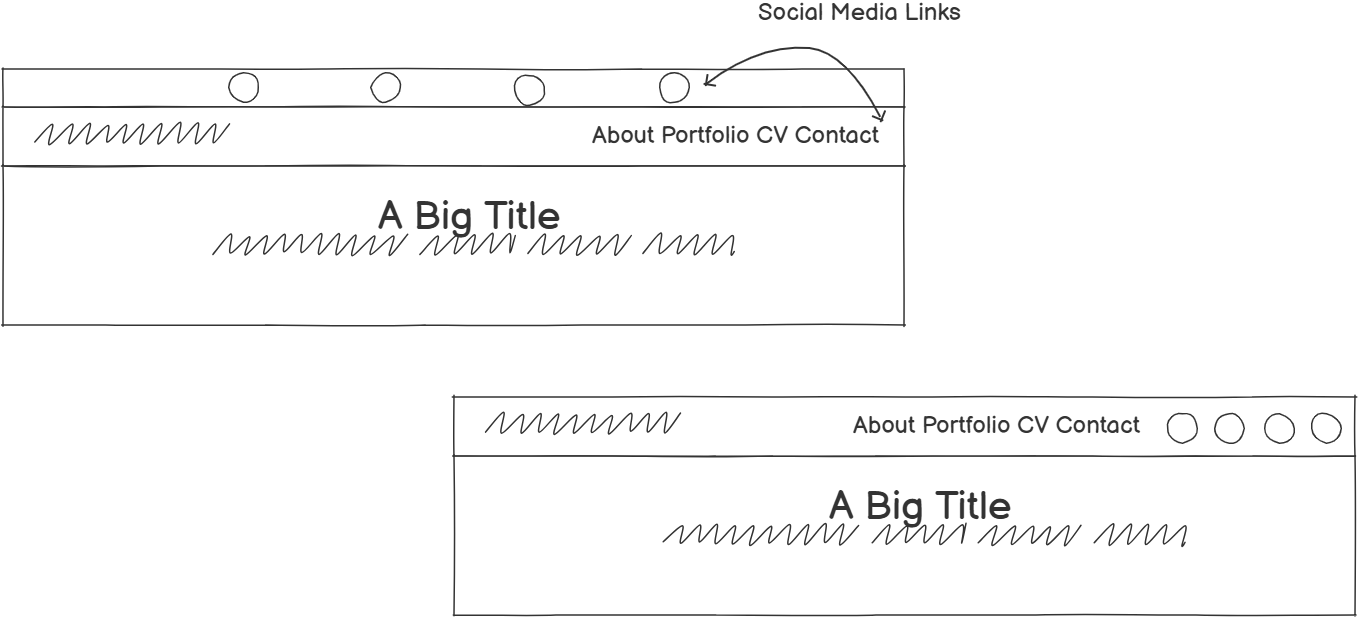 Social Media Links
About Portfolio CV Contact
A Big Title
About Portfolio CV Contact
A Big Title